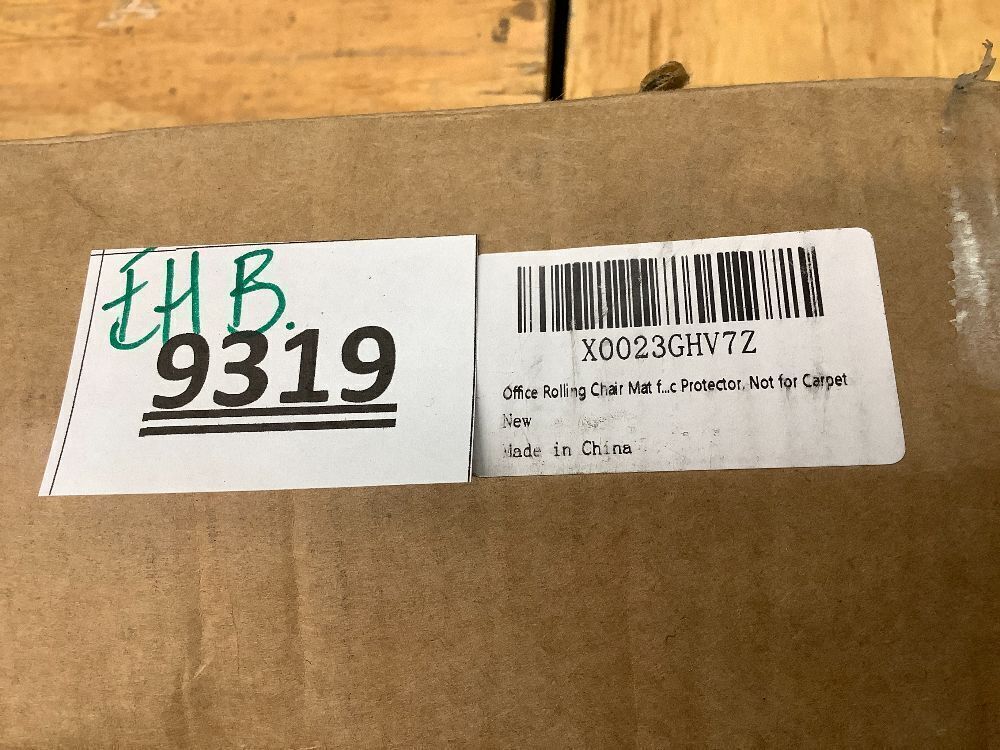 EHB.
9319
X0023GHV7Z
Office Rolling Chair Mat f...c Protector, Not for Carpet
New
Made in China